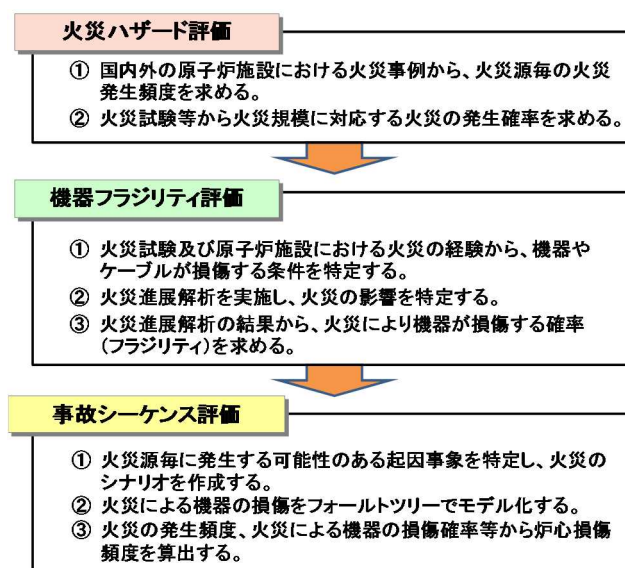 火災ハザード評価
① 国内外の原子炉施設における火災事例から、火災源毎の火災
発生頻度を求める。
② 火災試験等から火災規模に対応する火災の発生確率を求める。
機器フラジリティ評価
① 火災試験及び原子炉施設における火災の経験から、機器や
ケーブルが損傷する条件を特定する。
② 火災進展解析を実施し、火災の影響を特定する。
③ 火災進展解析の結果から、火災により機器が損傷する確率
(フラジリティ)を求める。
事故シーケンス評価
① 火災源毎に発生する可能性のある起因事象を特定し、火災の
シナリオを作成する。
② 火災による機器の損傷をフォールトツリーでモデル化する。
③ 火災の発生頻度、火災による機器の損傷確率等から炉心損傷
頻度を算出する。